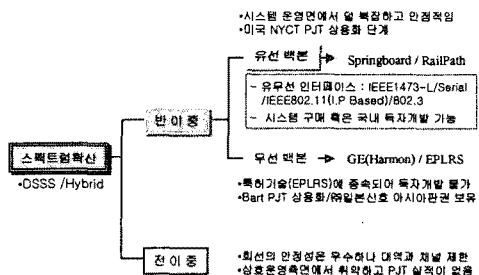 •시스템 운영면에서 덜 복잡하고 안정적임
•미국 NYCT PJT 상용화 단계
유선 백본 Springboard / RailPath
~ 유무선 인터페이스 : IEEE1473-L/Serial
/IEEE802.11(I.P Based)/802.3
~ 시스템 구매 혹은 국내 독자개발 가능
반 이 중
무선 백본 GE(Harmon) / EPLRS
스펙트럼확산
•DSSS /Hybrid
•특허기술(EPLRS)에 종속되어 독자개발 불가
•Bart PJT 상용화/㈜일본신호 아시아판권 보유
전 이 중
•회선의 안정성은 우수하나 대역과 채널 제한
•상호운영측면에서 취약하고 PJT 실적이 없음